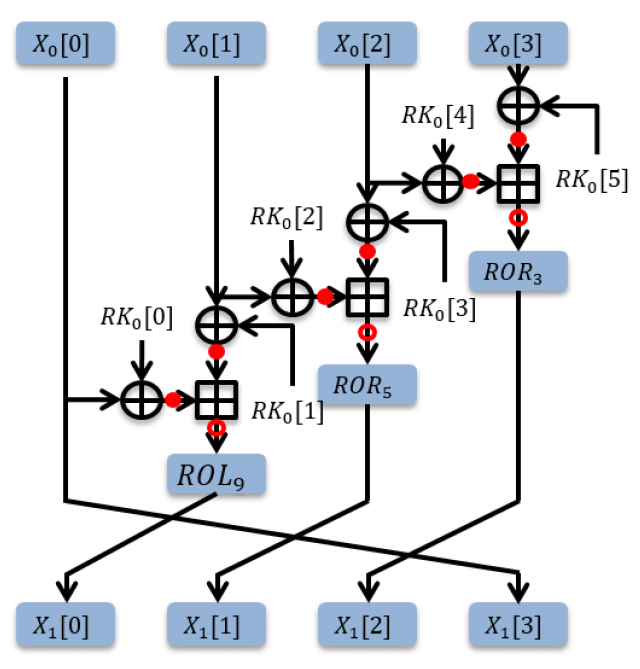 X₀[0] X₀[1] X₀[2] X₀[3]
RK₀[4]
RK₀[5]
RK₀[2]
ROR₃
RK₀[3]
RK₀[0]
ROR₅
RK₀[1]
ROL₉
X₁[0] X₁[1] X₁[2] X₁[3]